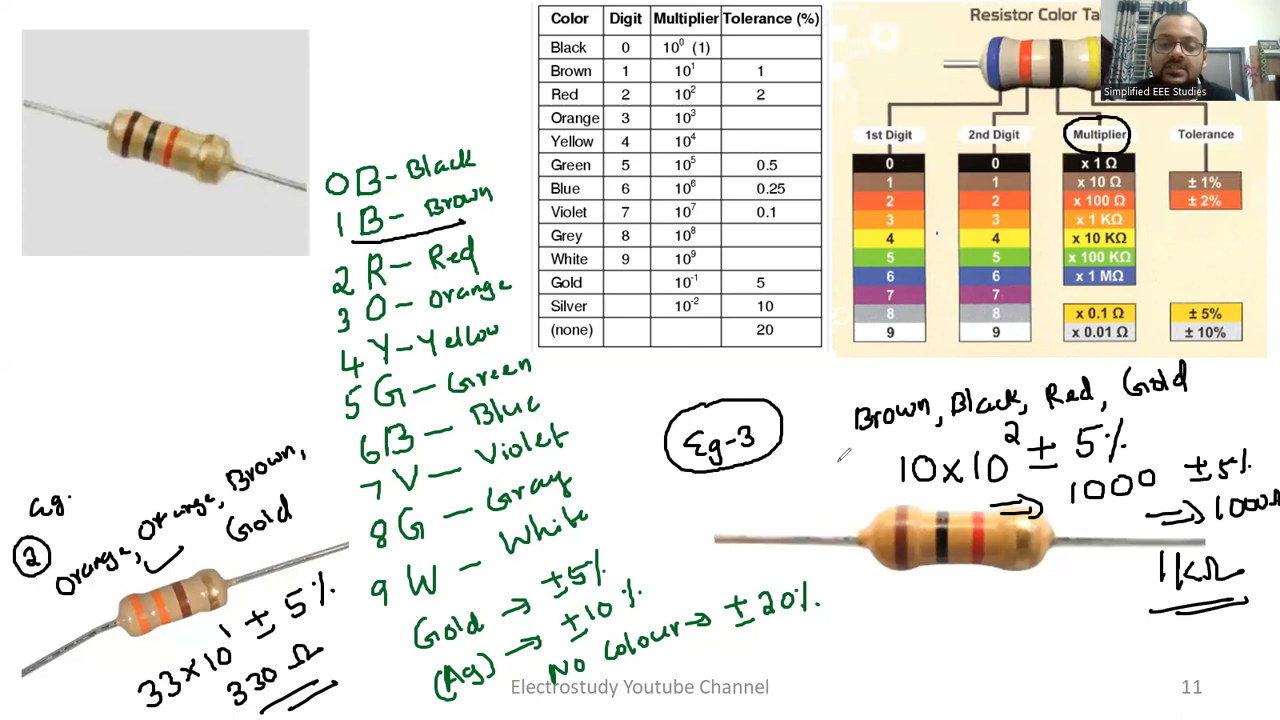 Color Digit Multiplier Tolerance (%)
Black 0 10⁰ (1)
Brown 1 10¹ 1
Red 2 10² 2
Orange 3 10³
Yellow 4 10⁴
Green 5 10⁵ 0.5
Blue 6 10⁶ 0.25
Violet 7 10⁷ 0.1
Grey 8 10⁸
White 9 10⁹
Gold 10⁻¹ 5
Silver 10⁻² 10
(none) 20
Resistor Color Ta
Simplified EEE Studies
1st Digit 2nd Digit Multiplier Tolerance
0 0 x 1 Ω
1 1 x 10 Ω ± 1%
2 2 x 100 Ω ± 2%
3 3 x 1 KΩ
4 4 x 10 KΩ
5 5 x 100 KΩ
6 6 x 1 MΩ
7 7
8 8 x 0.1 Ω ± 5%
9 9 x 0.01 Ω ± 10%
0 B - Black
1 B - Brown
2 R - Red
3 O - Orange
4 Y - Yellow
5 G - Green
6 B - Blue
7 V - Violet
8 G - Gray
9 W - White
Gold → ±5%
(Ag) → ±10%
No Colour → ±20%
eg.
2
Orange, Orange, Brown,
Gold
33×10¹ ± 5%
330 Ω
Eg-3
Brown, Black, Red, Gold
10×10² ± 5%
⇒ 1000 ±5%
⇒ 1000Ω
1KΩ
Electrostudy Youtube Channel
11